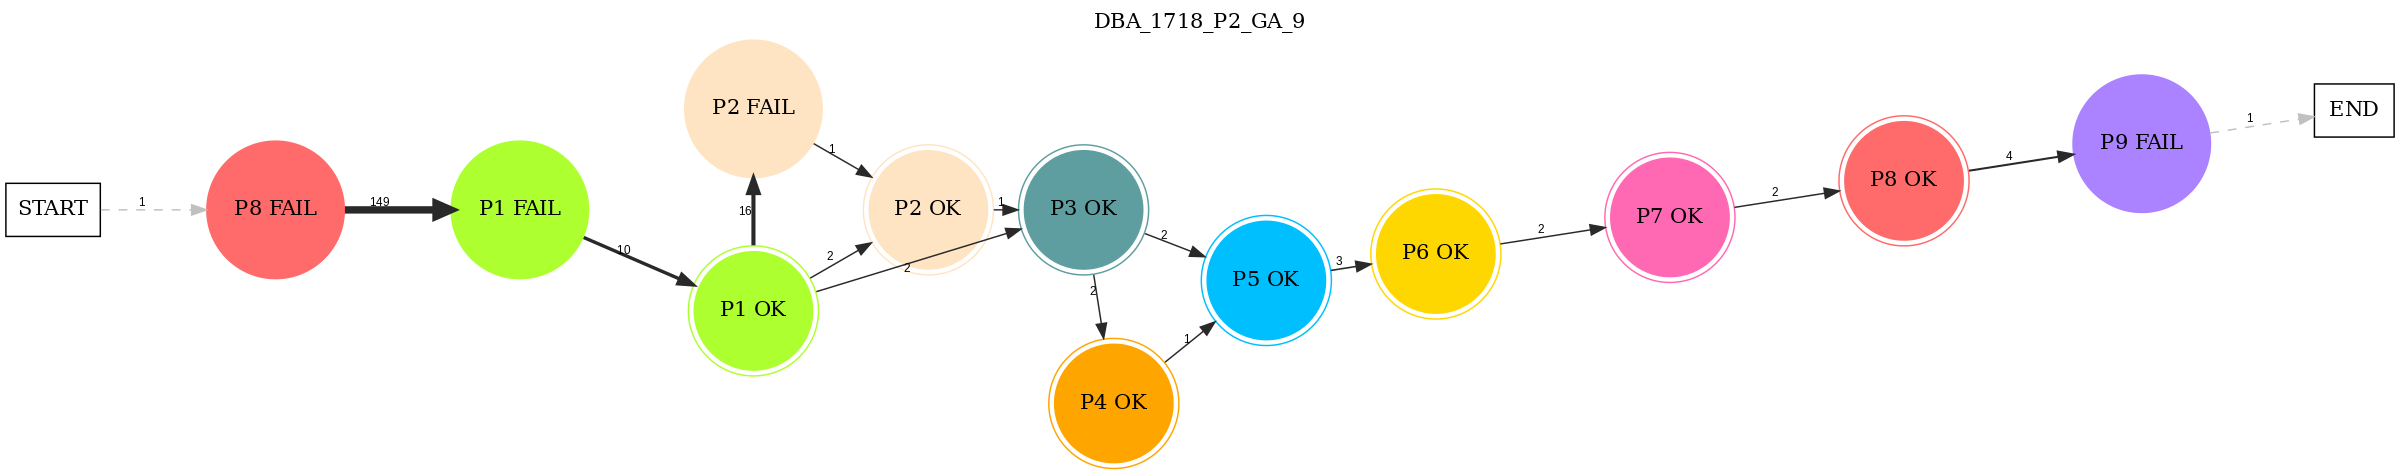 DBA_1718_P2_GA_9
START
1
P8 FAIL
149
P1 FAIL
10
P1 OK
16
P2 FAIL
1
2
2
P2 OK
1
P3 OK
2
2
P4 OK
1
P5 OK
3
P6 OK
2
P7 OK
2
P8 OK
4
P9 FAIL
1
END